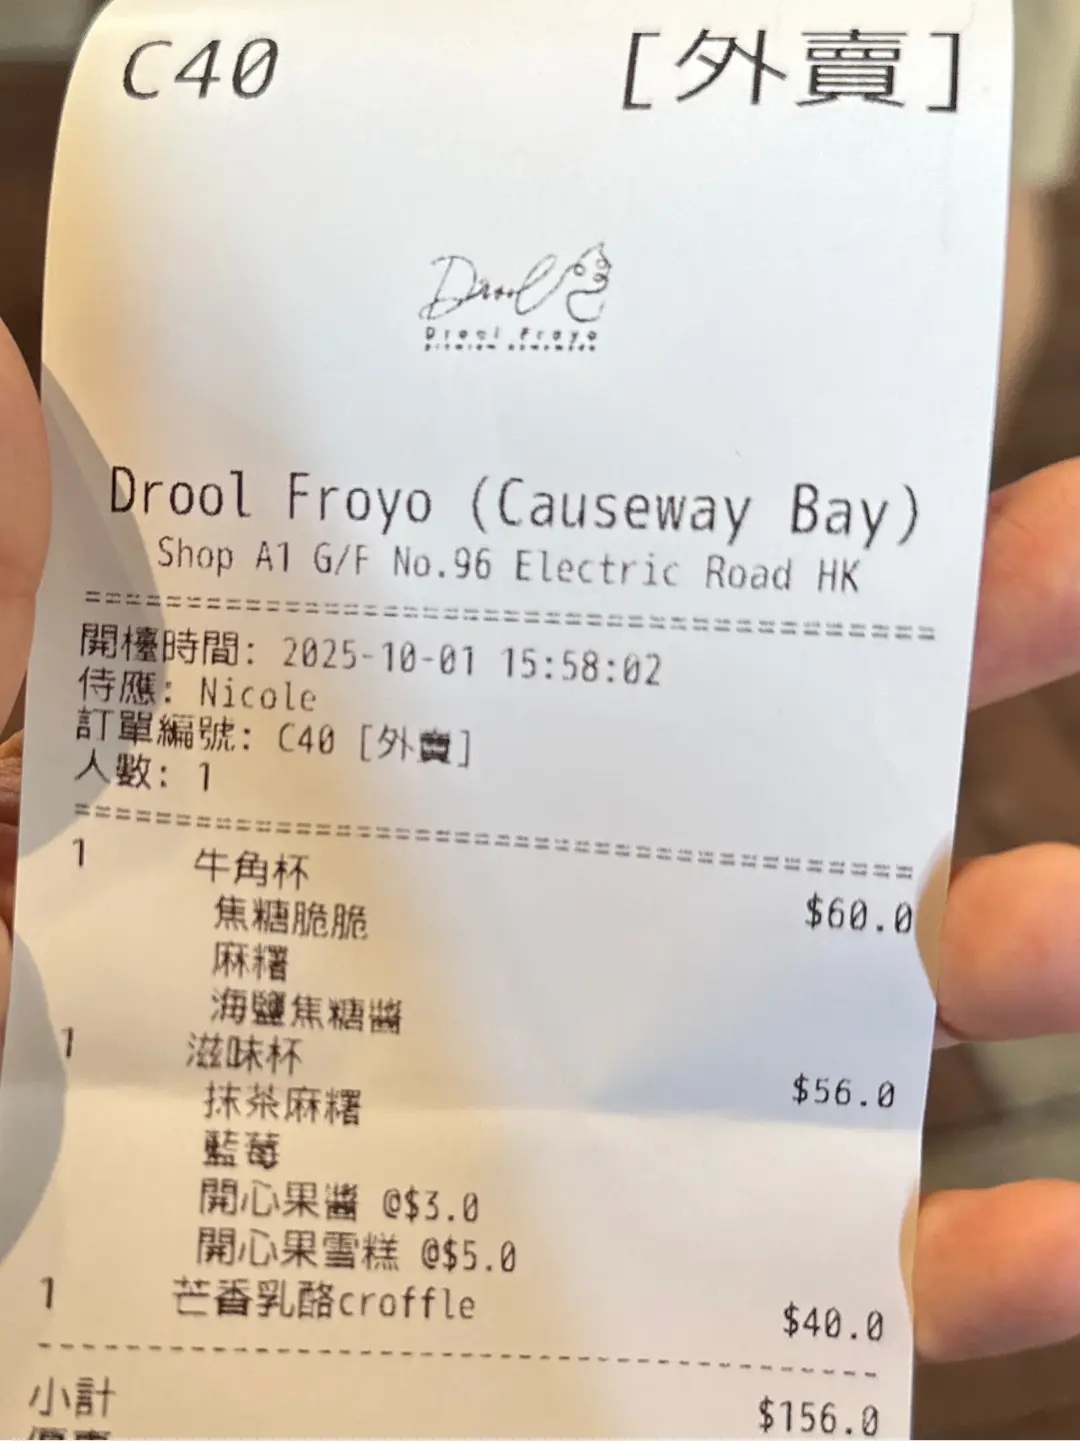 C40 [外賣]
Drool
Drool Froyo
Drool Froyo (Causeway Bay)
Shop A1 G/F No.96 Electric Road HK
開檯時間: 2025-10-01 15:58:02
侍應: Nicole
訂單編號: C40 [外賣]
人數: 1
1 牛角杯 $60.0
焦糖脆脆
麻糬
海鹽焦糖醬
1 滋味杯 $56.0
抹茶麻糬
藍莓
開心果醬 @$3.0
開心果雪糕 @$5.0
1 芒香乳酪croffle $40.0
小計 $156.0